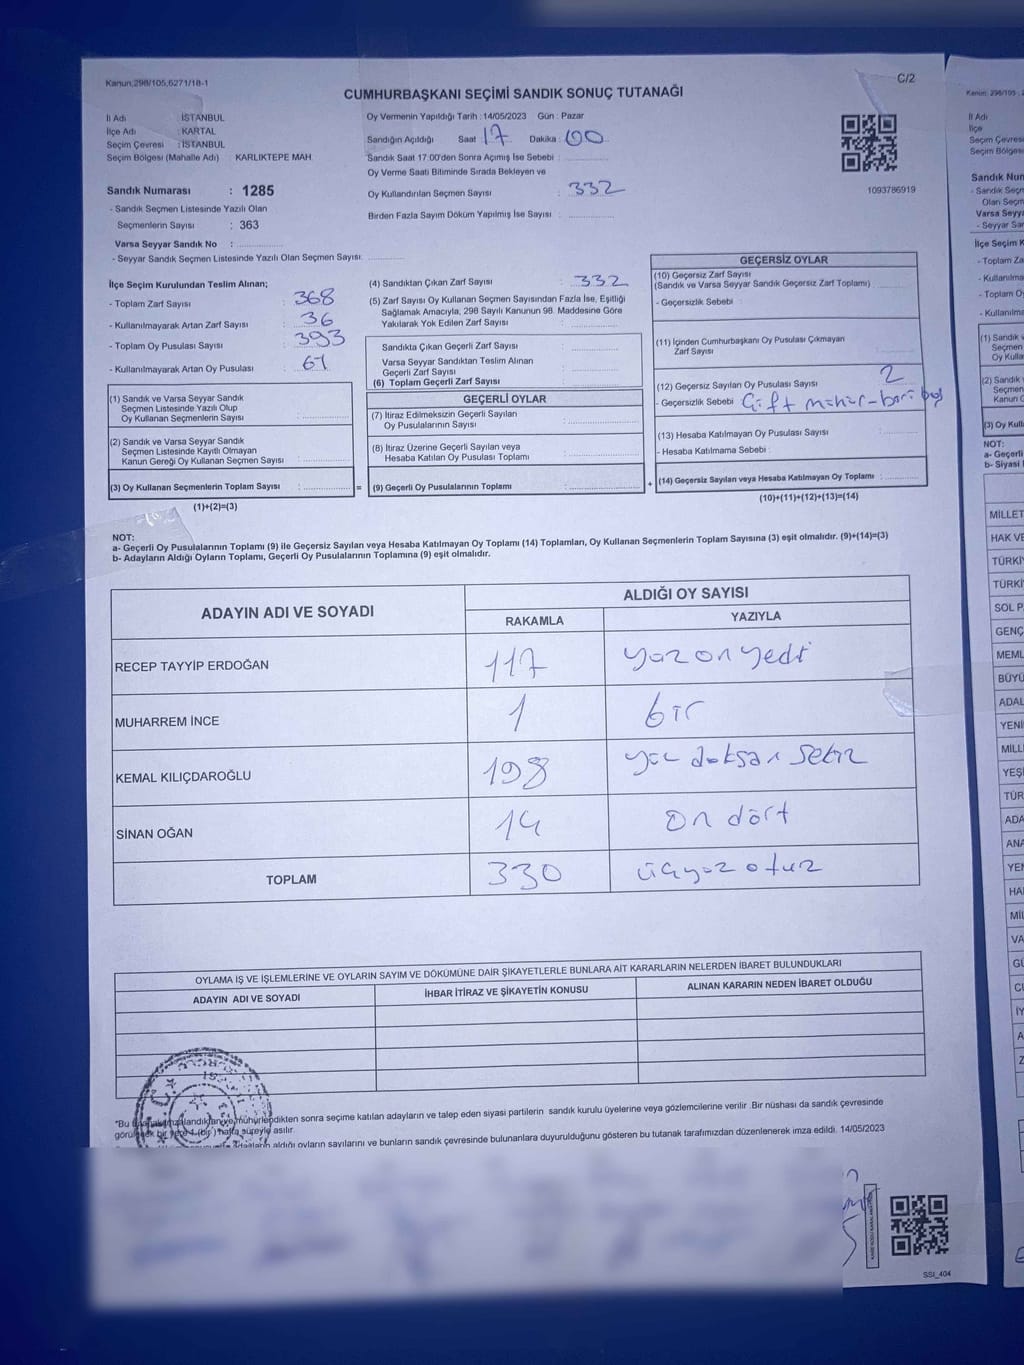 Kanun:298/105,6271/18-1
C/2
CUMHURBAŞKANI SEÇİMİ SANDIK SONUÇ TUTANAĞI
İl Adı : İSTANBUL
İlçe Adı : KARTAL
Seçim Çevresi : İSTANBUL
Seçim Bölgesi (Mahalle Adı) : KARLIKTEPE MAH
Sandık Numarası : 1285
- Sandık Seçmen Listesinde Yazılı Olan
Seçmenlerin Sayısı : 363
Varsa Seyyar Sandık No :
- Seyyar Sandık Seçmen Listesinde Yazılı Olan Seçmen Sayısı:
Oy Vermenin Yapıldığı Tarih : 14/05/2023 Gün : Pazar
Sandığın Açıldığı Saat 17 Dakika : 00
Sandık Saat 17:00'den Sonra Açımış İse Sebebi :
Oy Verme Saati Bitiminde Sırada Bekleyen ve
Oy Kullandırılan Seçmen Sayısı : 332
Birden Fazla Sayım Döküm Yapılmış İse Sayısı :
1093786919
İlçe Seçim Kurulundan Teslim Alınan;
- Toplam Zarf Sayısı : 368
- Kullanılmayarak Artan Zarf Sayısı : 36
- Toplam Oy Pusulası Sayısı : 393
- Kullanılmayarak Artan Oy Pusulası : 61
(1) Sandık ve Varsa Seyyar Sandık
Seçmen Listesinde Yazılı Olup
Oy Kullanan Seçmenlerin Sayısı :
(2) Sandık ve Varsa Seyyar Sandık
Seçmen Listesinde Kayıtlı Olmayan
Kanun Gereği Oy Kullanan Seçmen Sayısı :
(3) Oy Kullanan Seçmenlerin Toplam Sayısı : =
(1)+(2)=(3)
(4) Sandıktan Çıkan Zarf Sayısı : 332
(5) Zarf Sayısı Oy Kullanan Seçmen Sayısından Fazla İse, Eşitliği
Sağlamak Amacıyla, 298 Sayılı Kanunun 98. Maddesine Göre
Yakılarak Yok Edilen Zarf Sayısı :
Sandıkta Çıkan Geçerli Zarf Sayısı :
Varsa Seyyar Sandıktan Teslim Alınan
Geçerli Zarf Sayısı :
(6) Toplam Geçerli Zarf Sayısı :
GEÇERLİ OYLAR
(7) İtiraz Edilmeksizin Geçerli Sayılan
Oy Pusulalarının Sayısı :
(8) İtiraz Üzerine Geçerli Sayılan veya
Hesaba Katılan Oy Pusulası Toplamı :
(9) Geçerli Oy Pusulalarının Toplamı : +
GEÇERSİZ OYLAR
(10) Geçersiz Zarf Sayısı
(Sandık ve Varsa Seyyar Sandık Geçersiz Zarf Toplamı) :
- Geçersizlik Sebebi :
(11) İçinden Cumhurbaşkanı Oy Pusulası Çıkmayan
Zarf Sayısı :
(12) Geçersiz Sayılan Oy Pusulası Sayısı : 2
- Geçersizlik Sebebi : Çift mühür-biri boş
(13) Hesaba Katılmayan Oy Pusulası Sayısı :
- Hesaba Katılmama Sebebi :
(14) Geçersiz Sayılan veya Hesaba Katılmayan Oy Toplamı :
(10)+(11)+(12)+(13)=(14)
NOT:
a- Geçerli Oy Pusulalarının Toplamı (9) ile Geçersiz Sayılan veya Hesaba Katılmayan Oy Toplamı (14) Toplamları, Oy Kullanan Seçmenlerin Toplam Sayısına (3) eşit olmalıdır. (9)+(14)=(3)
b- Adayların Aldığı Oyların Toplamı, Geçerli Oy Pusulalarının Toplamına (9) eşit olmalıdır.
ADAYIN ADI VE SOYADI
ALDIĞI OY SAYISI
RAKAMLA YAZIYLA
RECEP TAYYİP ERDOĞAN 117 yüz on yedi
MUHARREM İNCE 1 bir
KEMAL KILIÇDAROĞLU 198 yüz doksan sekiz
SİNAN OĞAN 14 on dört
TOPLAM 330 üçyüz otuz
OYLAMA İŞ VE İŞLEMLERİNE VE OYLARIN SAYIM VE DÖKÜMÜNE DAİR ŞİKAYETLERLE BUNLARA AİT KARARLARIN NELERDEN İBARET BULUNDUKLARI
ADAYIN ADI VE SOYADI İHBAR İTİRAZ VE ŞİKAYETİN KONUSU ALINAN KARARIN NEDEN İBARET OLDUĞU
*Bu sonra seçime katılan adayların ve talep eden siyasi partilerin sandık kurulu üyelerine veya gözlemcilerine verilir .Bir nüshası da sandık çevresinde
bir hafta süreyle asılır.
aldığı oyların sayılarını ve bunların sandık çevresinde bulunanlara duyurulduğunu gösteren bu tutanak tarafımızdan düzenlenerek imza edildi. 14/05/2023
SSI_404
Kanun: 298/105
İl Adı
İlçe
Seçim Çevresi
Seçim Bölgesi
NOT:
SOL P